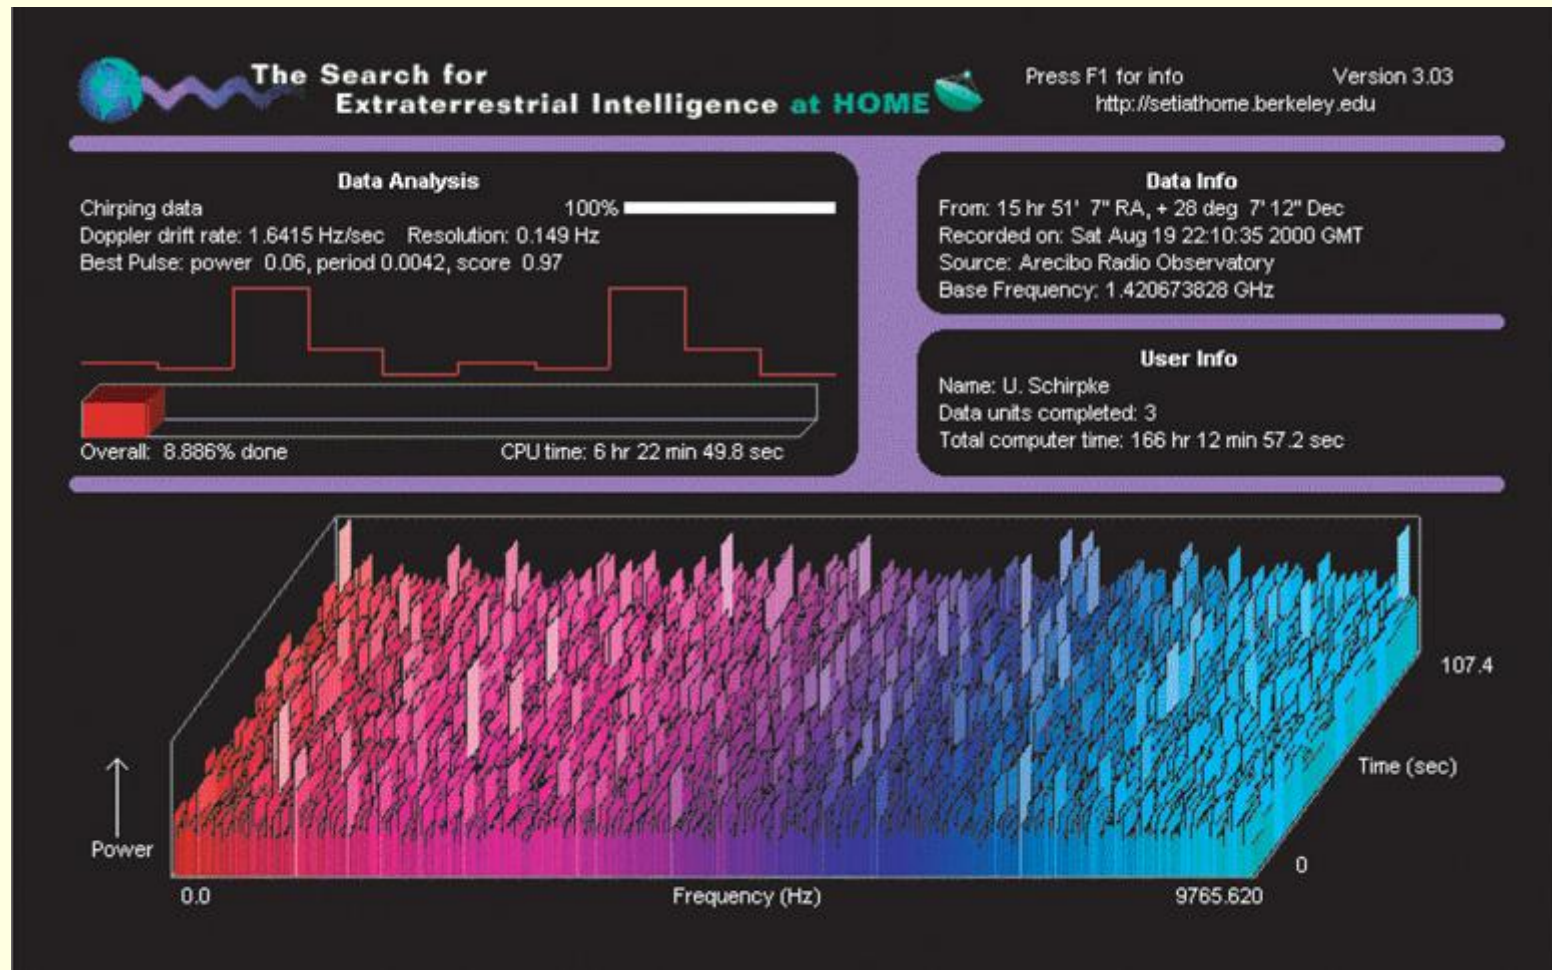 The Search for
Extraterrestrial Intelligence at HOME
Press F1 for info Version 3.03
http://setiathome.berkeley.edu
Data Analysis
Chirping data 100%
Doppler drift rate: 1.6415 Hz/sec Resolution: 0.149 Hz
Best Pulse: power 0.06, period 0.0042, score 0.97
Overall: 8.886% done CPU time: 6 hr 22 min 49.8 sec
Data Info
From: 15 hr 51' 7" RA, + 28 deg 7' 12" Dec
Recorded on: Sat Aug 19 22:10:35 2000 GMT
Source: Arecibo Radio Observatory
Base Frequency: 1.420673828 GHz
User Info
Name: U. Schirpke
Data units completed: 3
Total computer time: 166 hr 12 min 57.2 sec
107.4
Time (sec)
Power
0
0.0 Frequency (Hz) 9765.620